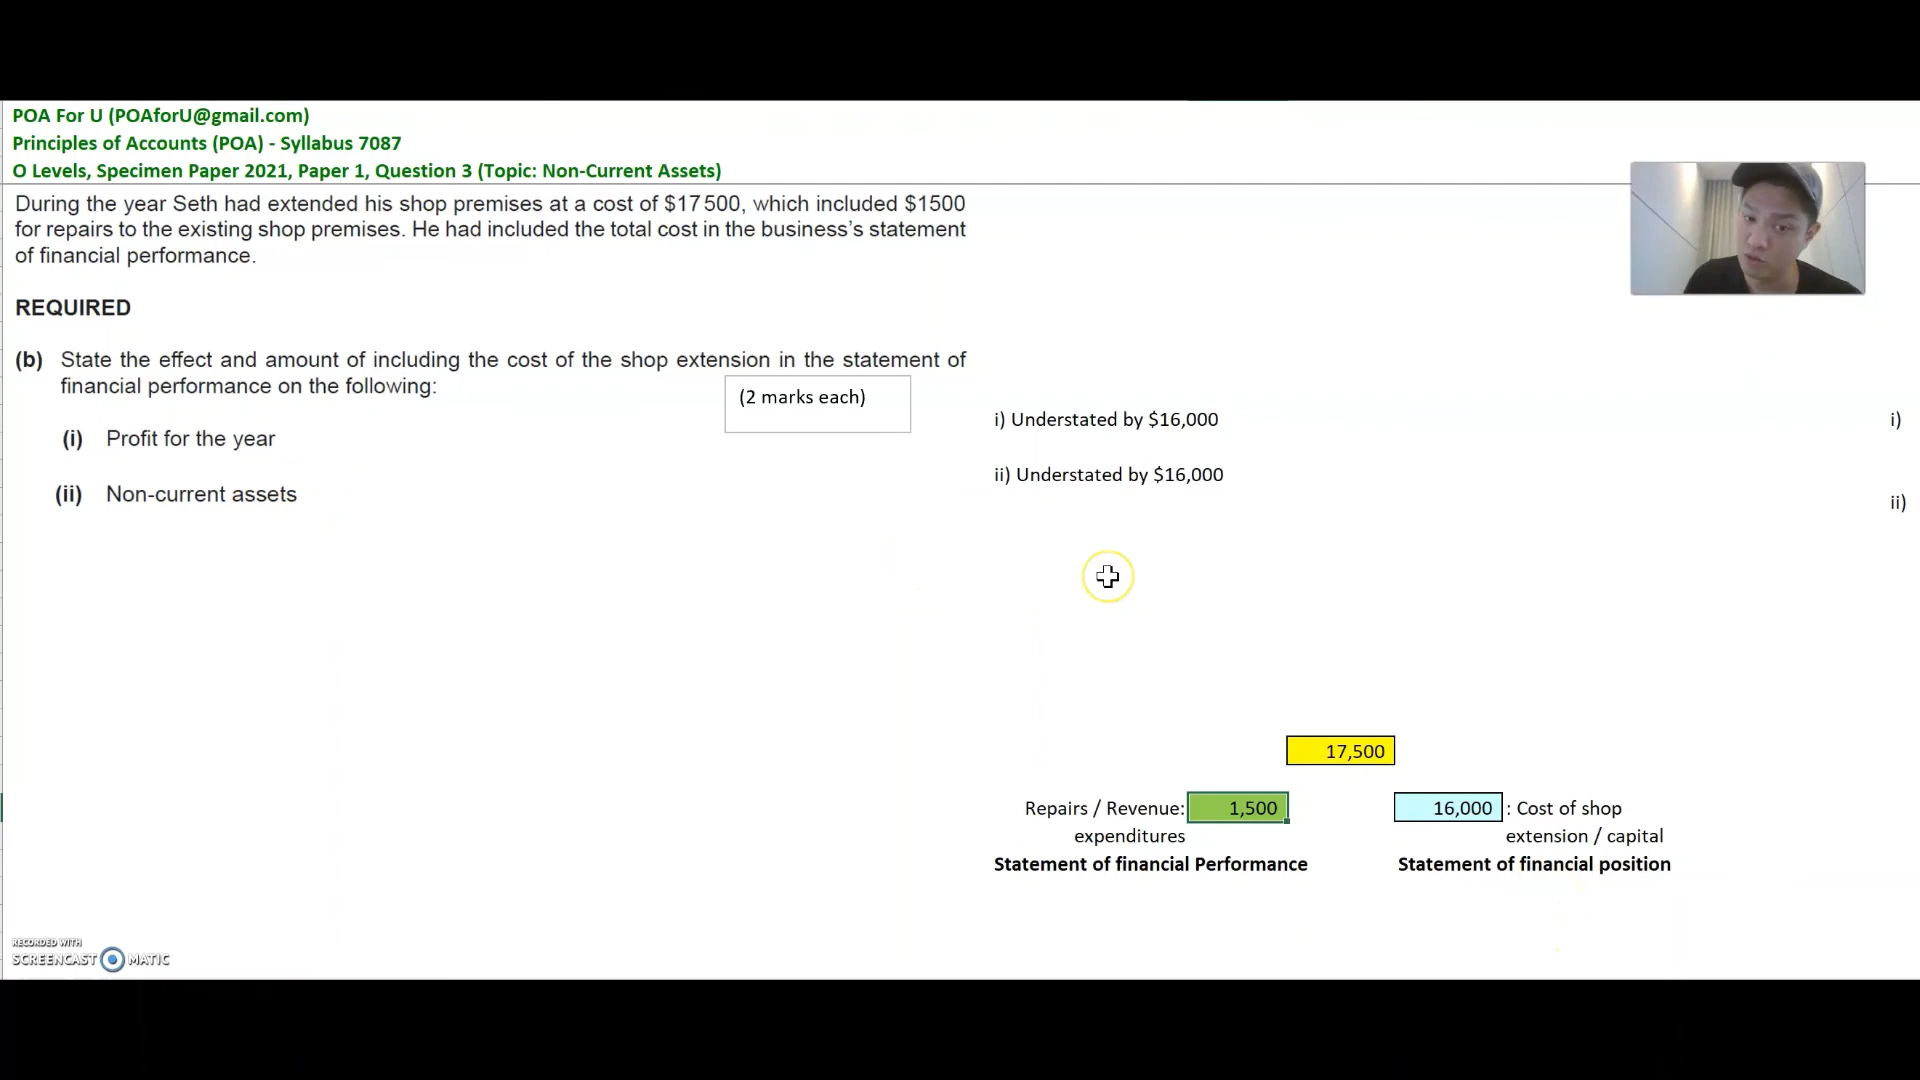 POA For U (POAforU@gmail.com)
Principles of Accounts (POA) - Syllabus 7087
O Levels, Specimen Paper 2021, Paper 1, Question 3 (Topic: Non-Current Assets)
During the year Seth had extended his shop premises at a cost of $17500, which included $1500
for repairs to the existing shop premises. He had included the total cost in the business’s statement
of financial performance.
REQUIRED
(b) State the effect and amount of including the cost of the shop extension in the statement of
financial performance on the following:
(2 marks each)
(i) Profit for the year
(ii) Non-current assets
i) Understated by $16,000
ii) Understated by $16,000
i)
ii)
17,500
Repairs / Revenue: 1,500
expenditures
Statement of financial Performance
16,000 : Cost of shop
extension / capital
Statement of financial position
RECORDED WITH
SCREENCAST MATIC